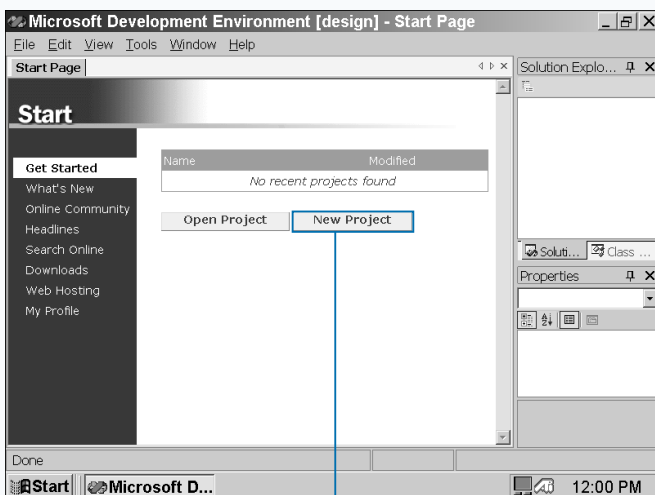 Microsoft Development Environment [design] - Start Page
File Edit View Tools Window Help
Start Page
Solution Explo...
Start
Get Started
What's New
Online Community
Headlines
Search Online
Downloads
Web Hosting
My Profile
Name Modified
No recent projects found
Open Project New Project
Soluti... Class ...
Properties
Done
Start Microsoft D... 12:00 PM